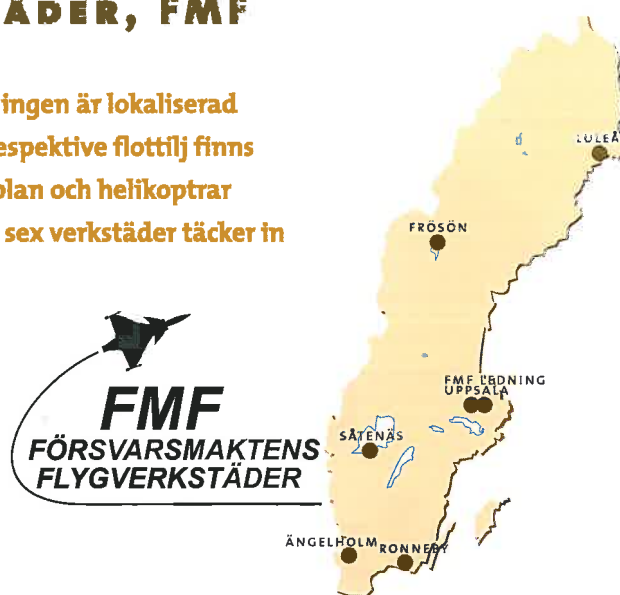 ÄDER, FMF
ingen är lokaliserad
espektive flottilj finns
plan och helikoptrar
sex verkstäder täcker in
LULEÅ
FRÖSÖN
FMF LEDNING
UPPSALA
FMF
FÖRSVARSMAKTENS
FLYGVERKSTÄDER
SÅTENÄS
ÄNGELHOLM
RONNEBY